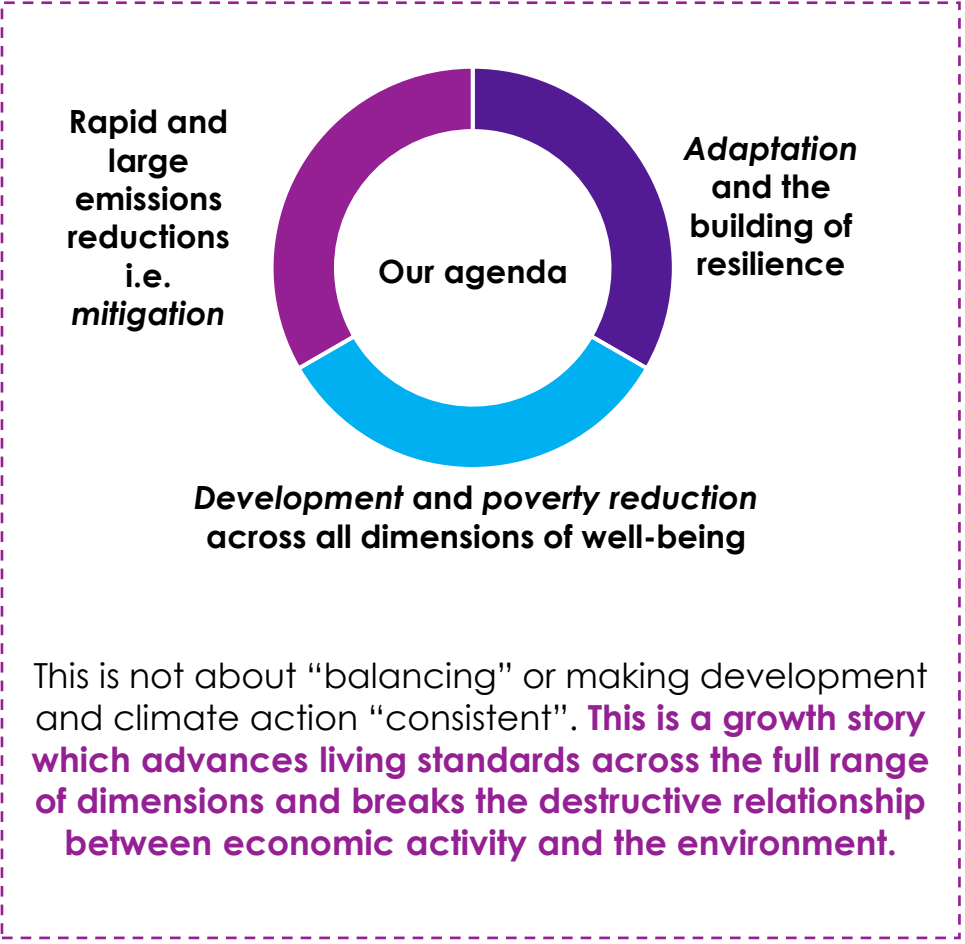 Rapid and
large
emissions
reductions
i.e.
mitigation
Adaptation
and the
building of
resilience
Our agenda
Development and poverty reduction
across all dimensions of well-being
This is not about “balancing” or making development
and climate action “consistent”. This is a growth story
which advances living standards across the full range
of dimensions and breaks the destructive relationship
between economic activity and the environment.